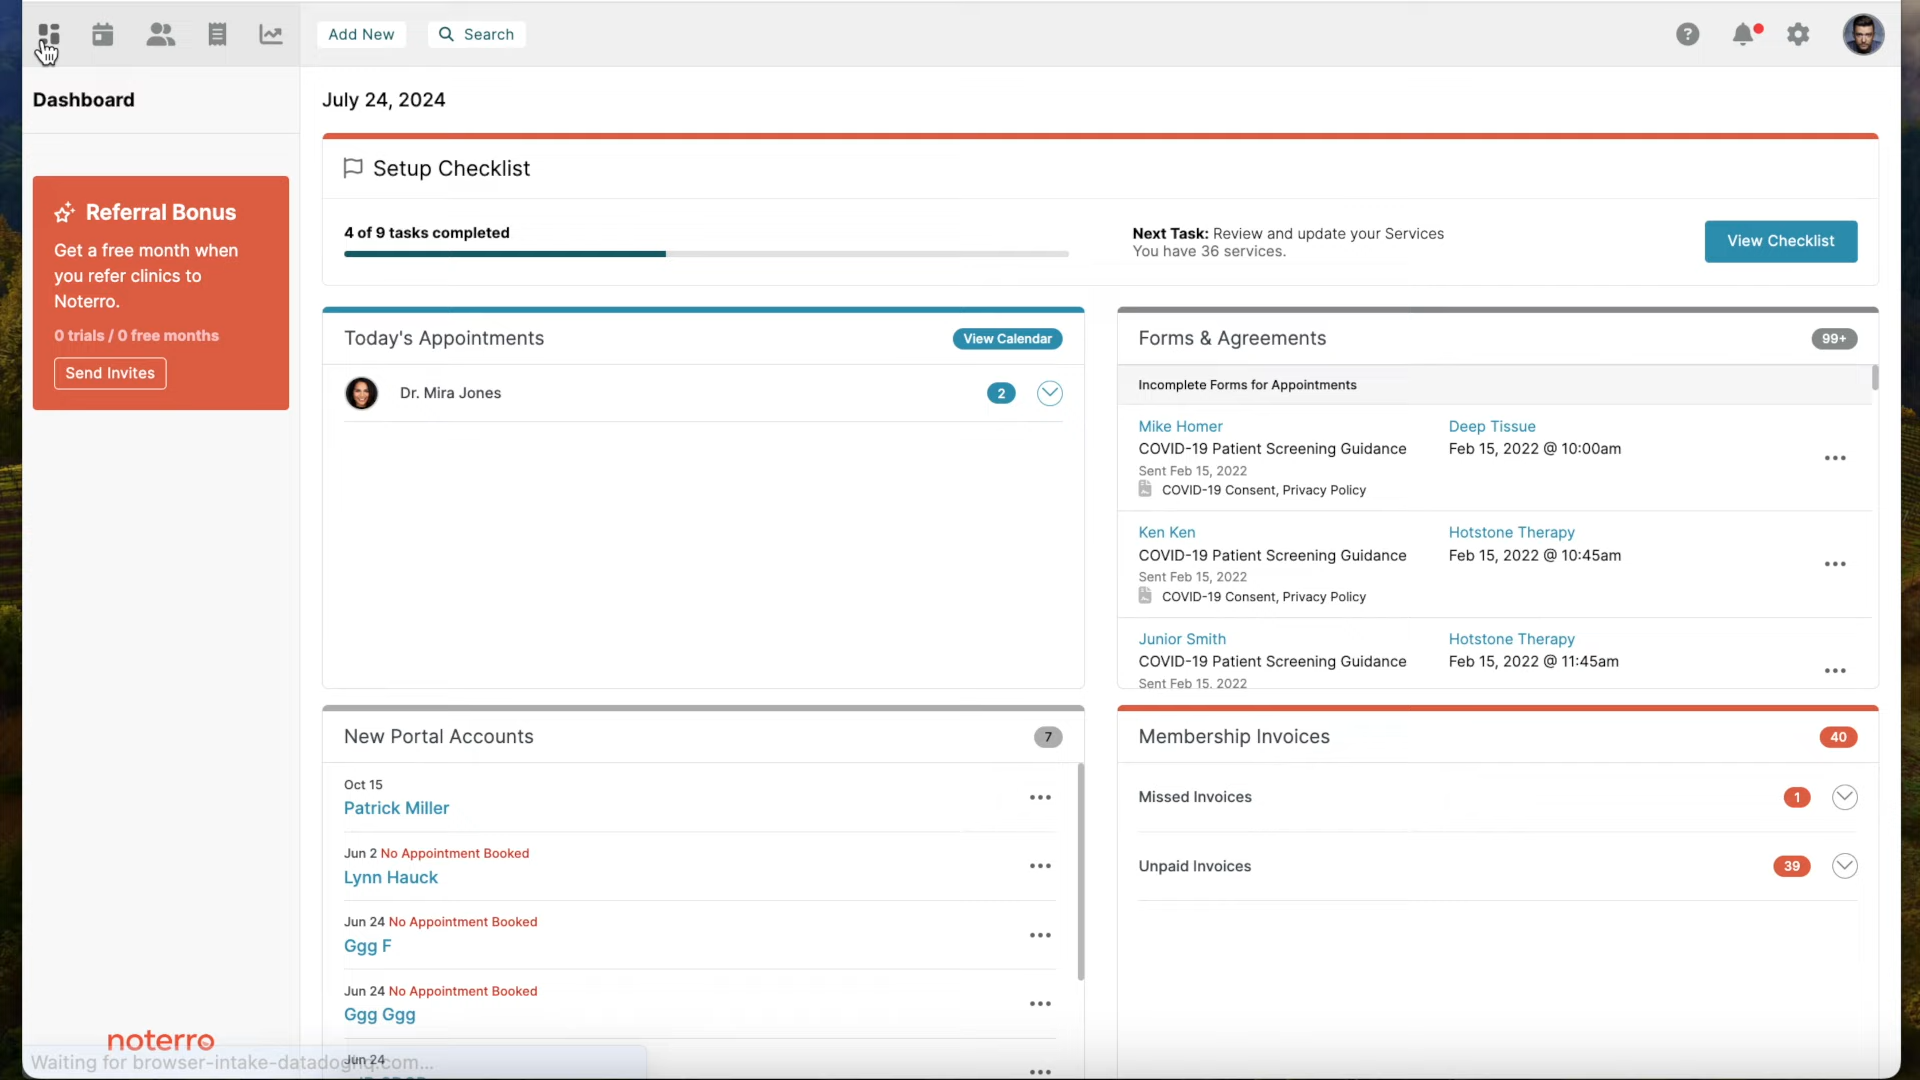 Add New
Search
?
Dashboard
July 24, 2024
Referral Bonus
Get a free month when
you refer clinics to
Noterro.
0 trials / 0 free months
Send Invites
Setup Checklist
4 of 9 tasks completed
Next Task: Review and update your Services
You have 36 services.
View Checklist
Today's Appointments
View Calendar
Dr. Mira Jones
2
Forms & Agreements
99+
Incomplete Forms for Appointments
Mike Homer
Deep Tissue
COVID-19 Patient Screening Guidance
Feb 15, 2022 @ 10:00am
Sent Feb 15, 2022
COVID-19 Consent, Privacy Policy
Ken Ken
Hotstone Therapy
COVID-19 Patient Screening Guidance
Feb 15, 2022 @ 10:45am
Sent Feb 15, 2022
COVID-19 Consent, Privacy Policy
Junior Smith
Hotstone Therapy
COVID-19 Patient Screening Guidance
Feb 15, 2022 @ 11:45am
Sent Feb 15, 2022
New Portal Accounts
7
Oct 15
Patrick Miller
Jun 2 No Appointment Booked
Lynn Hauck
Jun 24 No Appointment Booked
Ggg F
Jun 24 No Appointment Booked
Ggg Ggg
Jun 24
Membership Invoices
40
Missed Invoices
1
Unpaid Invoices
39
noterro
Waiting for browser-intake-datadoghq.com...